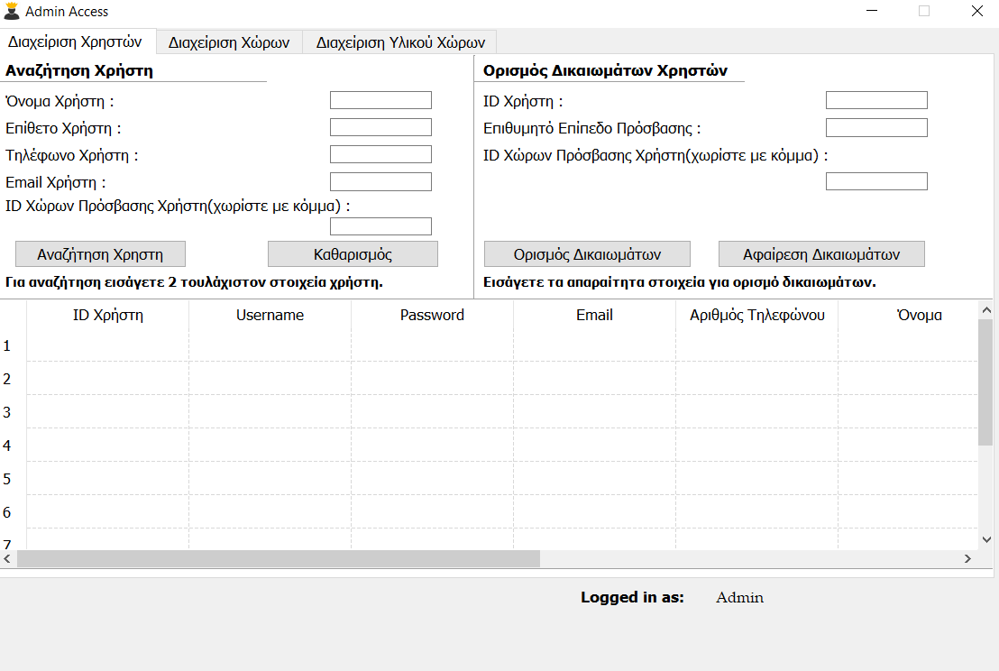 Admin Access
Διαχείριση Χρηστών Διαχείριση Χώρων Διαχείριση Υλικού Χώρων
Αναζήτηση Χρήστη
Όνομα Χρήστη :
Επίθετο Χρήστη :
Τηλέφωνο Χρήστη :
Email Χρήστη :
ID Χώρων Πρόσβασης Χρήστη(χωρίστε με κόμμα) :
Αναζήτηση Χρηστη Καθαρισμός
Για αναζήτηση εισάγετε 2 τουλάχιστον στοιχεία χρήστη.
Ορισμός Δικαιωμάτων Χρηστών
ID Χρήστη :
Επιθυμητό Επίπεδο Πρόσβασης :
ID Χώρων Πρόσβασης Χρήστη(χωρίστε με κόμμα) :
Ορισμός Δικαιωμάτων Αφαίρεση Δικαιωμάτων
Εισάγετε τα απαραίτητα στοιχεία για ορισμό δικαιωμάτων.
ID Χρήστη Username Password Email Αριθμός Τηλεφώνου Όνομα
1
2
3
4
5
6
7
Logged in as: Admin